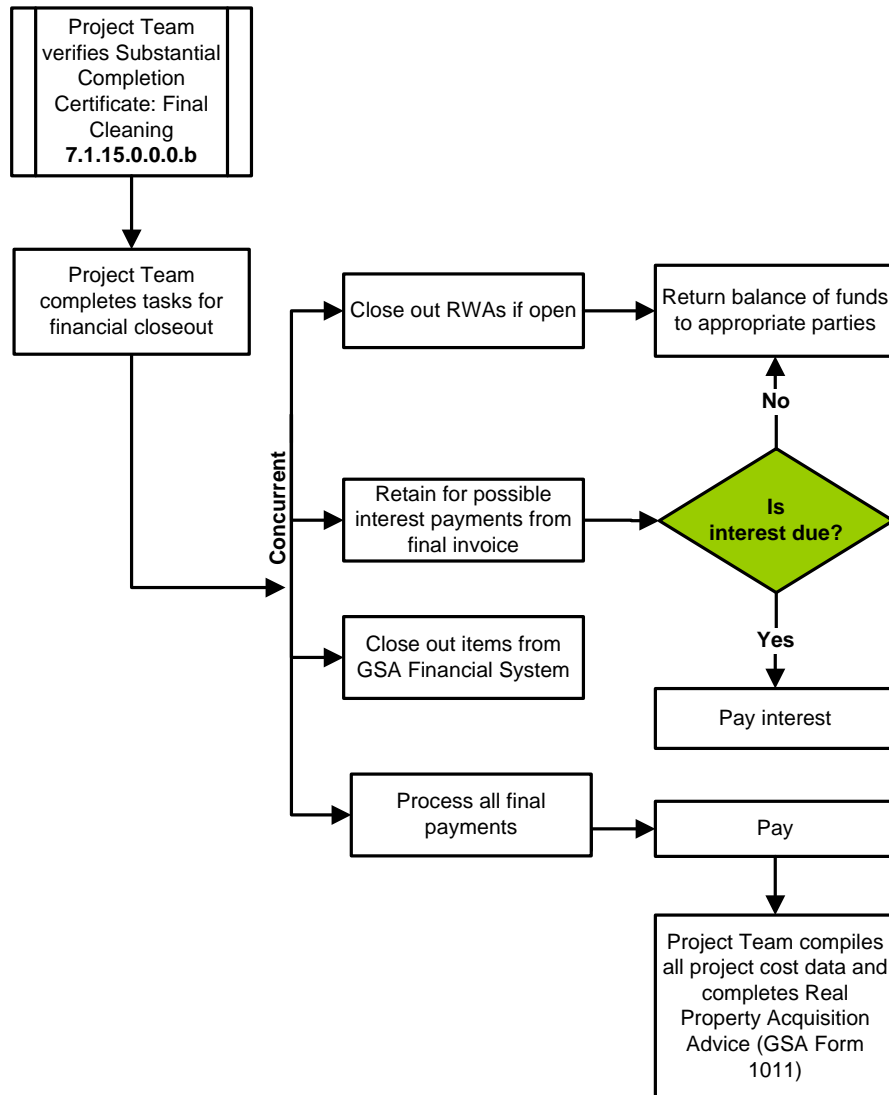 Project Team
verifies Substantial
Completion
Certificate: Final
Cleaning
7.1.15.0.0.0.b
Project Team
completes tasks for
financial closeout
Concurrent
Close out RWAs if open
Return balance of funds
to appropriate parties
No
Retain for possible
interest payments from
final invoice
Is
interest due?
Yes
Close out items from
GSA Financial System
Pay interest
Process all final
payments
Pay
Project Team compiles
all project cost data and
completes Real
Property Acquisition
Advice (GSA Form
1011)